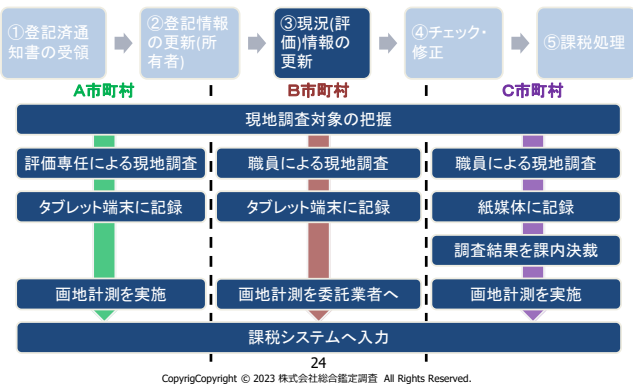 ①登記済通
知書の受領
②登記情報
の更新(所
有者)
③現況(評
価)情報の
更新
④チェック・
修正
⑤課税処理
A市町村
B市町村
C市町村
現地調査対象の把握
評価専任による現地調査
職員による現地調査
職員による現地調査
タブレット端末に記録
タブレット端末に記録
紙媒体に記録
調査結果を課内決裁
画地計測を実施
画地計測を委託業者へ
画地計測を実施
課税システムへ入力
24
CopyrigCopyright © 2023 株式会社総合鑑定調査 All Rights Reserved.